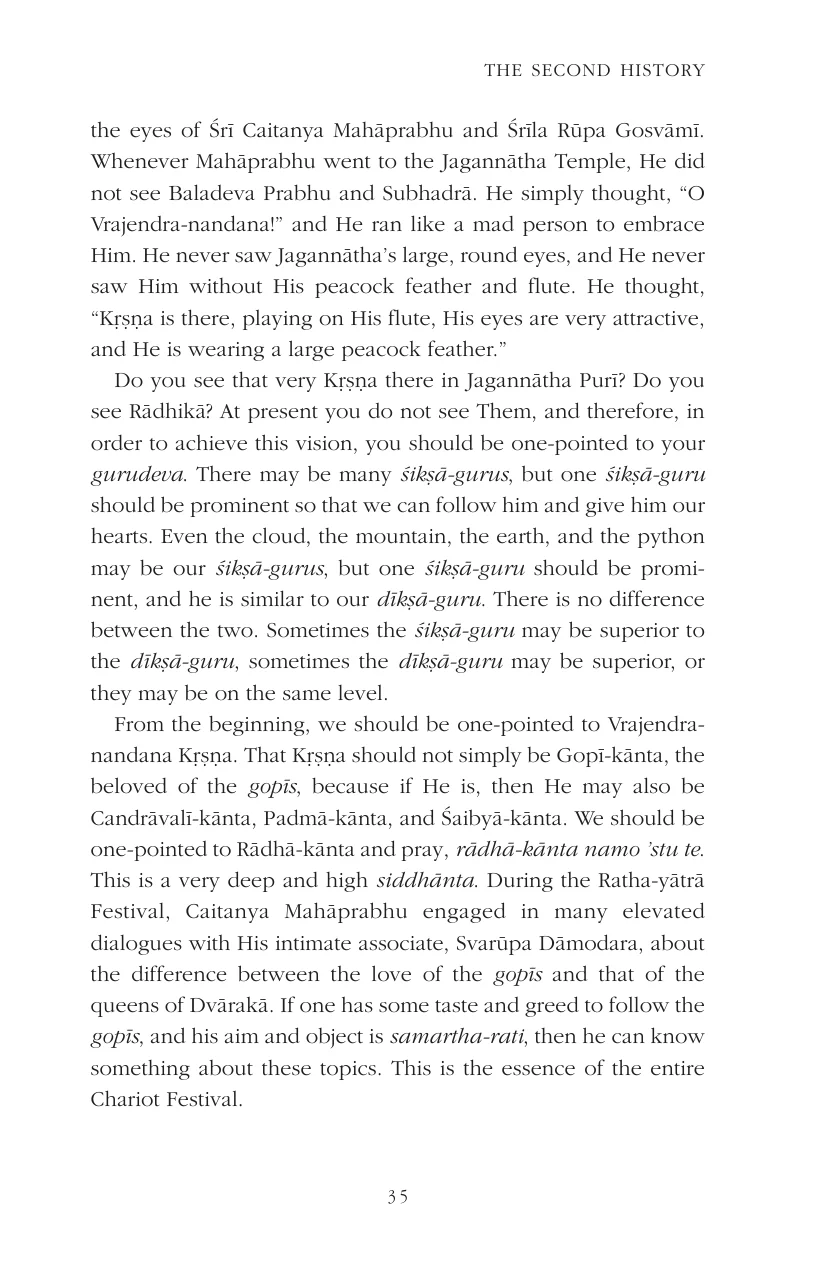 THE SECOND HISTORY
the eyes of Śrī Caitanya Mahāprabhu and Śrīla Rūpa Gosvāmī.
Whenever Mahāprabhu went to the Jagannātha Temple, He did
not see Baladeva Prabhu and Subhadrā. He simply thought, “O
Vrajendra-nandana!” and He ran like a mad person to embrace
Him. He never saw Jagannātha’s large, round eyes, and He never
saw Him without His peacock feather and flute. He thought,
“Kṛṣṇa is there, playing on His flute, His eyes are very attractive,
and He is wearing a large peacock feather.”
Do you see that very Kṛṣṇa there in Jagannātha Purī? Do you
see Rādhikā? At present you do not see Them, and therefore, in
order to achieve this vision, you should be one-pointed to your
gurudeva. There may be many śikṣā-gurus, but one śikṣā-guru
should be prominent so that we can follow him and give him our
hearts. Even the cloud, the mountain, the earth, and the python
may be our śikṣā-gurus, but one śikṣā-guru should be promi-
nent, and he is similar to our dīkṣā-guru. There is no difference
between the two. Sometimes the śikṣā-guru may be superior to
the dīkṣā-guru, sometimes the dīkṣā-guru may be superior, or
they may be on the same level.
From the beginning, we should be one-pointed to Vrajendra-
nandana Kṛṣṇa. That Kṛṣṇa should not simply be Gopī-kānta, the
beloved of the gopīs, because if He is, then He may also be
Candrāvalī-kānta, Padmā-kānta, and Śaibyā-kānta. We should be
one-pointed to Rādhā-kānta and pray, rādhā-kānta namo ’stu te.
This is a very deep and high siddhānta. During the Ratha-yātrā
Festival, Caitanya Mahāprabhu engaged in many elevated
dialogues with His intimate associate, Svarūpa Dāmodara, about
the difference between the love of the gopīs and that of the
queens of Dvārakā. If one has some taste and greed to follow the
gopīs, and his aim and object is samartha-rati, then he can know
something about these topics. This is the essence of the entire
Chariot Festival.
35